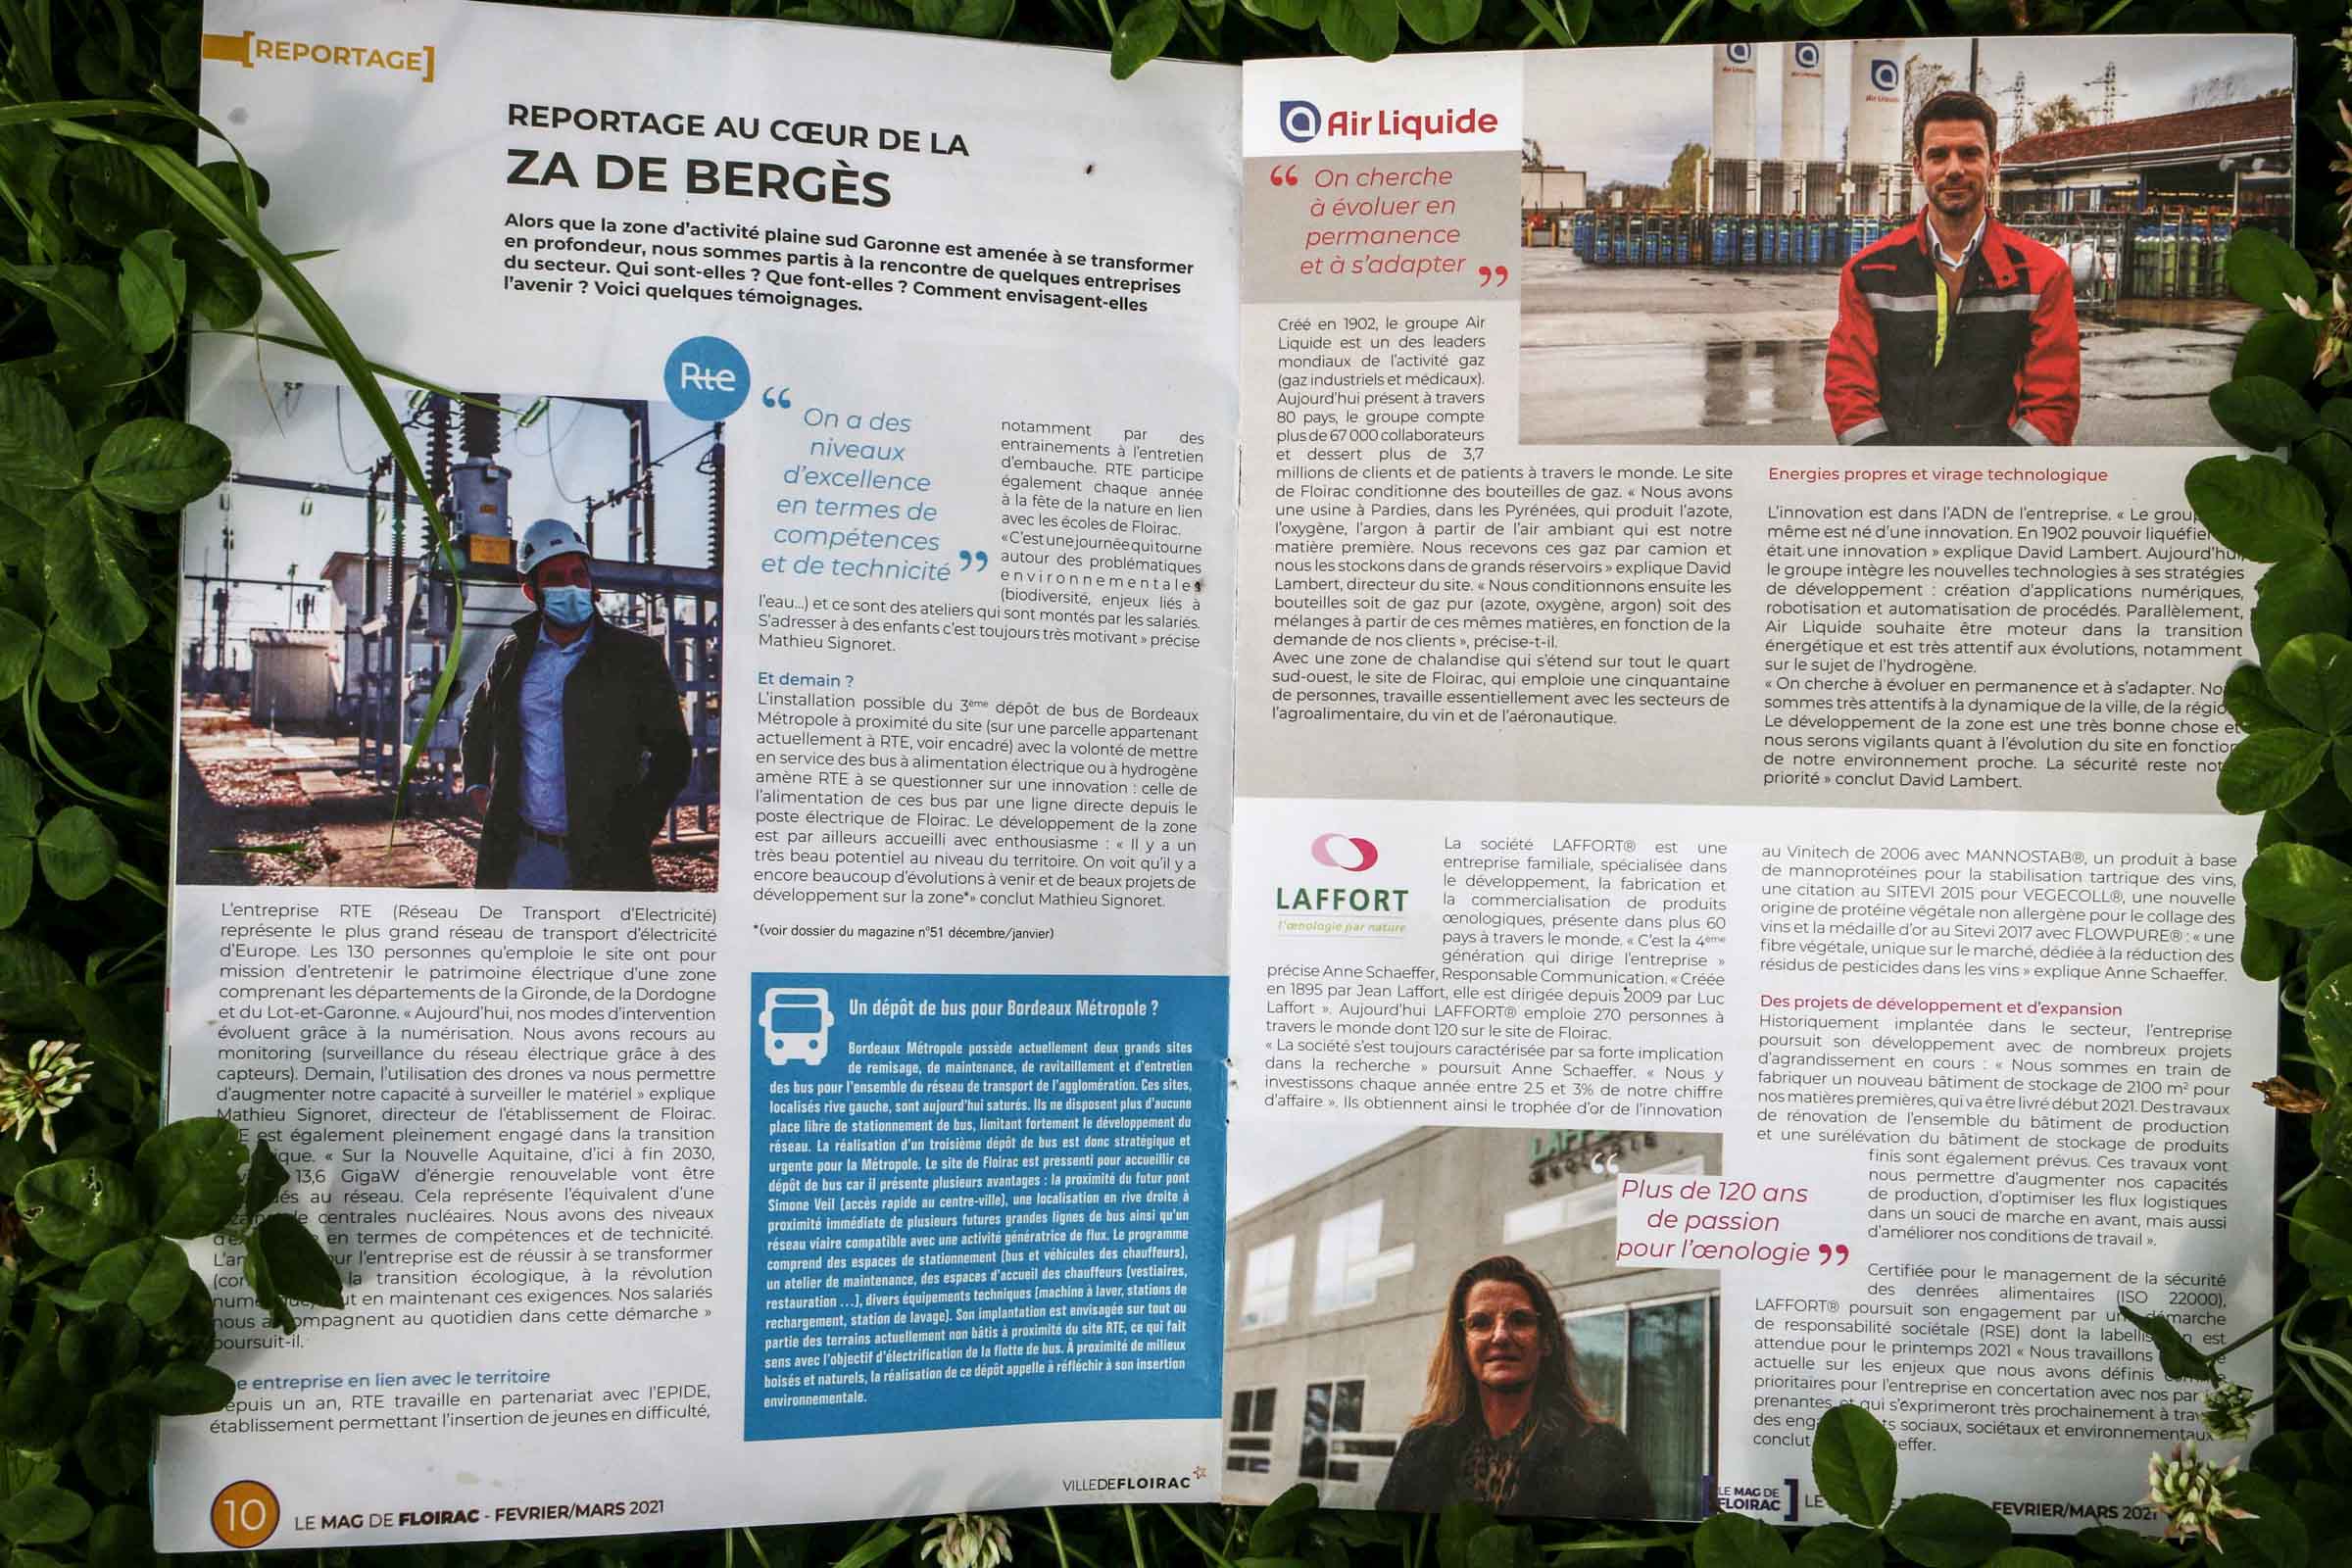 [REPORTAGE]
REPORTAGE AU CŒUR DE LA
ZA DE BERGÈS
Alors que la zone d'activité plaine sud Garonne est amenée à se transformer
en profondeur, nous sommes partis à la rencontre de quelques entreprises
du secteur. Qui sont-elles ? Que font-elles ? Comment envisagent-elles
l'avenir ? Voici quelques témoignages.
Rte
“ On a des
niveaux
d'excellence
en termes de
compétences
et de technicité ”
L'entreprise RTE (Réseau De Transport d'Electricité)
représente le plus grand réseau de transport d'électricité
d'Europe. Les 130 personnes qu'emploie le site ont pour
mission d'entretenir le patrimoine électrique d'une zone
comprenant les départements de la Gironde, de la Dordogne
et du Lot-et-Garonne. « Aujourd'hui, nos modes d'intervention
évoluent grâce à la numérisation. Nous avons recours au
monitoring (surveillance du réseau électrique grâce à des
capteurs). Demain, l'utilisation des drones va nous permettre
d'augmenter notre capacité à surveiller le matériel » explique
Mathieu Signoret, directeur de l'établissement de Floirac.
est également pleinement engagé dans la transition
« Sur la Nouvelle Aquitaine, d'ici à fin 2030,
13,6 GigaW d'énergie renouvelable vont être
au réseau. Cela représente l'équivalent d'une
de centrales nucléaires. Nous avons des niveaux
en termes de compétences et de technicité.
l'entreprise est de réussir à se transformer
la transition écologique, à la révolution
en maintenant ces exigences. Nos salariés
nous accompagnent au quotidien dans cette démarche »
poursuit-il.
entreprise en lien avec le territoire
Depuis un an, RTE travaille en partenariat avec l'EPIDE,
établissement permettant l'insertion de jeunes en difficulté,
notamment par des
entrainements à l'entretien
d'embauche. RTE participe
également chaque année
à la fête de la nature en lien
avec les écoles de Floirac.
« C'est une journée qui tourne
autour des problématiques
environnementales
(biodiversité, enjeux liés à
l'eau...) et ce sont des ateliers qui sont montés par les salariés.
S'adresser à des enfants c'est toujours très motivant » précise
Mathieu Signoret.
Et demain ?
L'installation possible du 3ème dépôt de bus de Bordeaux
Métropole à proximité du site (sur une parcelle appartenant
actuellement à RTE, voir encadré) avec la volonté de mettre
en service des bus à alimentation électrique ou à hydrogène
amène RTE à se questionner sur une innovation : celle de
l'alimentation de ces bus par une ligne directe depuis le
poste électrique de Floirac. Le développement de la zone
est par ailleurs accueilli avec enthousiasme : « Il y a un
très beau potentiel au niveau du territoire. On voit qu'il y a
encore beaucoup d'évolutions à venir et de beaux projets de
développement sur la zone*» conclut Mathieu Signoret.
*(voir dossier du magazine n°51 décembre/janvier)
Un dépôt de bus pour Bordeaux Métropole ?
Bordeaux Métropole possède actuellement deux grands sites
de remisage, de maintenance, de ravitaillement et d'entretien
des bus pour l'ensemble du réseau de transport de l'agglomération. Ces sites,
localisés rive gauche, sont aujourd'hui saturés. Ils ne disposent plus d'aucune
place libre de stationnement de bus, limitant fortement le développement du
réseau. La réalisation d'un troisième dépôt de bus est donc stratégique et
urgente pour la Métropole. Le site de Floirac est pressenti pour accueillir ce
dépôt de bus car il présente plusieurs avantages : la proximité du futur pont
Simone Veil (accès rapide au centre-ville), une localisation en rive droite à
proximité immédiate de plusieurs futures grandes lignes de bus ainsi qu'un
réseau viaire compatible avec une activité génératrice de flux. Le programme
comprend des espaces de stationnement (bus et véhicules des chauffeurs),
un atelier de maintenance, des espaces d'accueil des chauffeurs (vestiaires,
restauration ...), divers équipements techniques (machine à laver, stations de
rechargement, station de lavage). Son implantation est envisagée sur tout ou
partie des terrains actuellement non bâtis à proximité du site RTE, ce qui fait
sens avec l'objectif d'électrification de la flotte de bus. À proximité de milieux
boisés et naturels, la réalisation de ce dépôt appelle à réfléchir à son insertion
environnementale.
VILLEDEFLOIRAC
10 LE MAG DE FLOIRAC - FEVRIER/MARS 2021
Air Liquide
“ On cherche
à évoluer en
permanence
et à s'adapter ”
Air Liquide
Air Liquide
Air Liquide
Créé en 1902, le groupe Air
Liquide est un des leaders
mondiaux de l'activité gaz
(gaz industriels et médicaux).
Aujourd'hui présent à travers
80 pays, le groupe compte
plus de 67 000 collaborateurs
et dessert plus de 3,7
millions de clients et de patients à travers le monde. Le site
de Floirac conditionne des bouteilles de gaz. « Nous avons
une usine à Pardies, dans les Pyrénées, qui produit l'azote,
l'oxygène, l'argon à partir de l'air ambiant qui est notre
matière première. Nous recevons ces gaz par camion et
nous les stockons dans de grands réservoirs » explique David
Lambert, directeur du site. « Nous conditionnons ensuite les
bouteilles soit de gaz pur (azote, oxygène, argon) soit des
mélanges à partir de ces mêmes matières, en fonction de la
demande de nos clients », précise-t-il.
Avec une zone de chalandise qui s'étend sur tout le quart
sud-ouest, le site de Floirac, qui emploie une cinquantaine
de personnes, travaille essentiellement avec les secteurs de
l'agroalimentaire, du vin et de l'aéronautique.
Energies propres et virage technologique
L'innovation est dans l'ADN de l'entreprise. « Le groupe
même est né d'une innovation. En 1902 pouvoir liquéfier
était une innovation » explique David Lambert. Aujourd'hui,
le groupe intègre les nouvelles technologies à ses stratégies
de développement : création d'applications numériques,
robotisation et automatisation de procédés. Parallèlement,
Air Liquide souhaite être moteur dans la transition
énergétique et est très attentif aux évolutions, notamment
sur le sujet de l'hydrogène.
« On cherche à évoluer en permanence et à s'adapter. Nous
sommes très attentifs à la dynamique de la ville, de la région.
Le développement de la zone est une très bonne chose et
nous serons vigilants quant à l'évolution du site en fonction
de notre environnement proche. La sécurité reste notre
priorité » conclut David Lambert.
LAFFORT
l'œnologie par nature
La société LAFFORT® est une
entreprise familiale, spécialisée dans
le développement, la fabrication et
la commercialisation de produits
œnologiques, présente dans plus 60
pays à travers le monde. « C'est la 4ème
génération qui dirige l'entreprise »
précise Anne Schaeffer, Responsable Communication. « Créée
en 1895 par Jean Laffort, elle est dirigée depuis 2009 par Luc
Laffort ». Aujourd'hui LAFFORT® emploie 270 personnes à
travers le monde dont 120 sur le site de Floirac.
« La société s'est toujours caractérisée par sa forte implication
dans la recherche » poursuit Anne Schaeffer. « Nous y
investissons chaque année entre 2.5 et 3% de notre chiffre
d'affaire ». Ils obtiennent ainsi le trophée d'or de l'innovation
LAFFORT
ŒNOLOGIE
“ Plus de 120 ans
de passion
pour l'œnologie ”
au Vinitech de 2006 avec MANNOSTAB®, un produit à base
de mannoprotéines pour la stabilisation tartrique des vins,
une citation au SITEVI 2015 pour VEGECOLL®, une nouvelle
origine de protéine végétale non allergène pour le collage des
vins et la médaille d'or au Sitevi 2017 avec FLOWPURE® : « une
fibre végétale, unique sur le marché, dédiée à la réduction des
résidus de pesticides dans les vins » explique Anne Schaeffer.
Des projets de développement et d'expansion
Historiquement implantée dans le secteur, l'entreprise
poursuit son développement avec de nombreux projets
d'agrandissement en cours : « Nous sommes en train de
fabriquer un nouveau bâtiment de stockage de 2100 m² pour
nos matières premières, qui va être livré début 2021. Des travaux
de rénovation de l'ensemble du bâtiment de production
et une surélévation du bâtiment de stockage de produits
finis sont également prévus. Ces travaux vont
nous permettre d'augmenter nos capacités
de production, d'optimiser les flux logistiques
dans un souci de marche en avant, mais aussi
d'améliorer nos conditions de travail ».
Certifiée pour le management de la sécurité
des denrées alimentaires (ISO 22000),
LAFFORT® poursuit son engagement par une démarche
de responsabilité sociétale (RSE) dont la labellisation est
attendue pour le printemps 2021 « Nous travaillons
actuelle sur les enjeux que nous avons définis comme
prioritaires pour l'entreprise en concertation avec nos
prenantes et qui s'exprimeront très prochainement à
des sociaux, sociétaux et environnementaux
conclut
LE MAG DE
FLOIRAC ] LE FEVRIER/MARS 2021